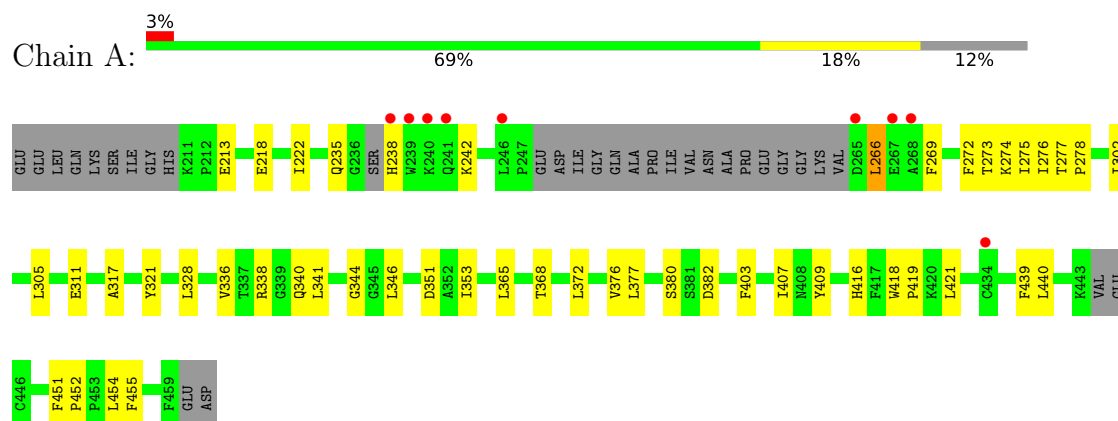 3%
Chain A:
69% 18% 12%
GLU GLU LEU GLN LYS SER ILE GLY HIS K211 P212 E213 E218 I222 Q235 G236 SER H238 W239 K240 Q241 K242 L246 P247 GLU ASP ILE GLY GLN ALA PRO ILE VAL ASN ALA PRO GLU GLY GLY LYS VAL D265 L266 E267 A268 F269 F272 T273 K274 I275 I276 T277 P278
L305 E311 A317 Y321 L328 V336 T337 R338 G339 Q340 L341 G344 G345 L346 D351 A352 I353 L365 T368 L372 V376 L377 S380 S381 D382 F403 I407 N408 Y409 H416 F417 W418 P419 K420 L421 C434 F439 L440 K443 VAL
C446 F451 P452 P453 L454 F455 F459 GLU ASP